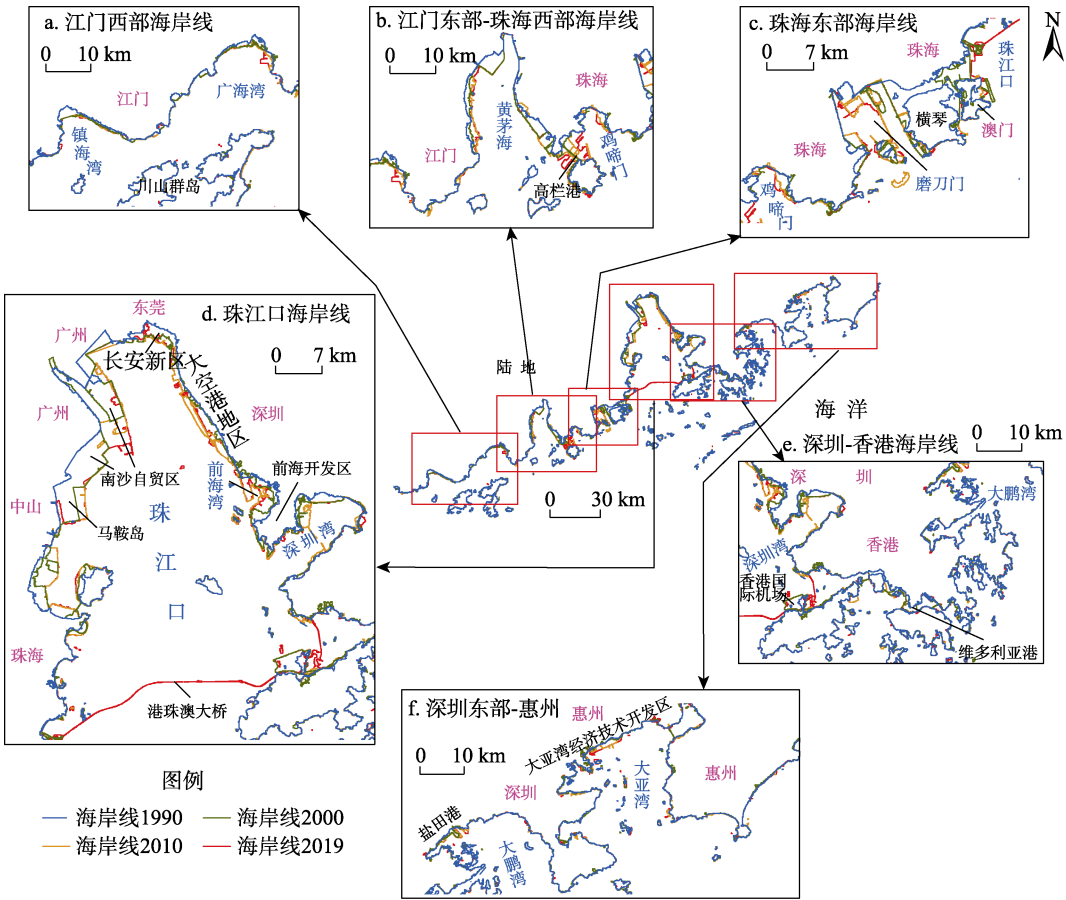 a. 江门西部海岸线
0 10 km
江门
广海湾
镇海湾
川山群岛
b. 江门东部-珠海西部海岸线
0 10 km
珠海
黄茅海
江门
鸡啼门
高栏港
c. 珠海东部海岸线
0 7 km
珠海
珠江口
横琴
澳门
珠海
磨刀门
鸡啼门
N
d. 珠江口海岸线
0 7 km
东莞
广州
长安新区
大空港地区
广州
深圳
南沙自贸区
前海湾
前海开发区
中山
马鞍岛
深圳湾
珠江口
珠海
港珠澳大桥
陆 地
海 洋
0 30 km
e. 深圳-香港海岸线
0 10 km
深 圳
大鹏湾
深圳湾
香港
香港国
际机场
维多利亚港
f. 深圳东部-惠州
0 10 km
惠州
大亚湾经济技术开发区
大亚湾
惠州
深圳
盐田港
大鹏湾
图例
海岸线1990 海岸线2000
海岸线2010 海岸线2019